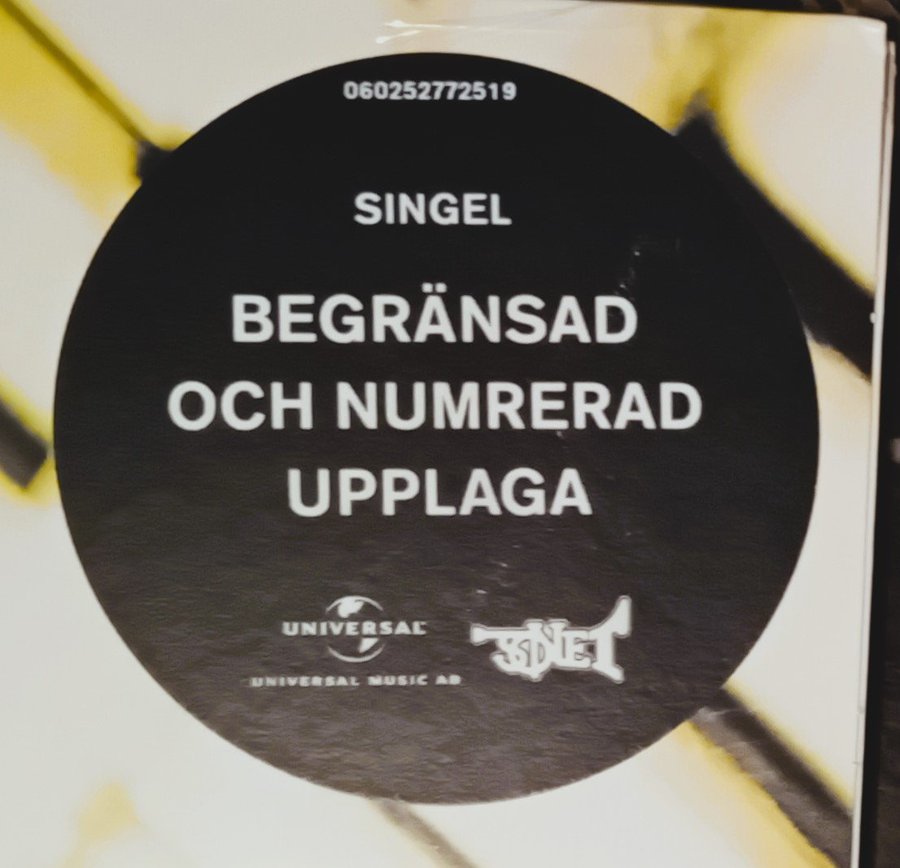 060252772519
SINGEL
BEGRÄNSAD
OCH NUMRERAD
UPPLAGA
UNIVERSAL
UNIVERSAL MUSIC AB